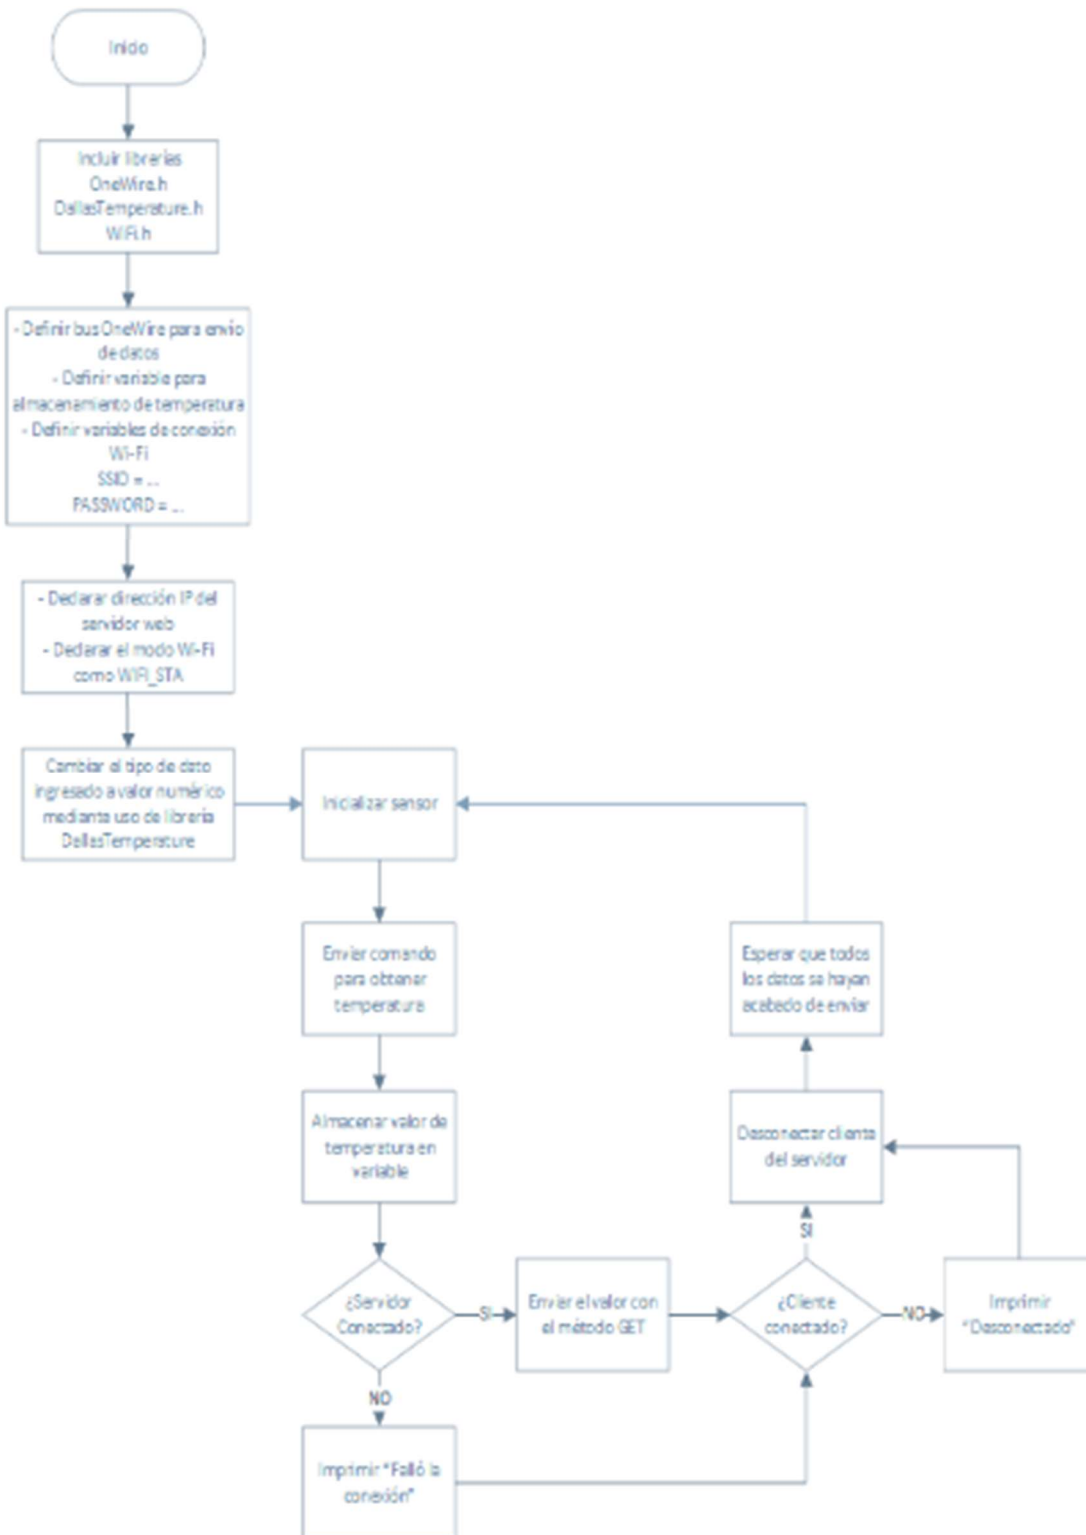 Inicio
Incluir librerías
OneWire.h
DallasTemperature.h
WiFi.h
- Definir bus OneWire para envío
de datos
- Definir variable para
almacenamiento de temperatura
- Definir variables de conexión
Wi-Fi
SSID = ...
PASSWORD = ...
- Declarar dirección IP del
servidor web
- Declarar el modo Wi-Fi
como WIFI_STA
Cambiar el tipo de dato
ingresado a valor numérico
mediante uso de librería
DallasTemperature
Inicializar sensor
Enviar comando
para obtener
temperatura
Almacenar valor de
temperatura en
variable
¿Servidor
Conectado?
SI
Enviar el valor con
el método GET
NO
Imprimir "Falló la
conexión"
¿Cliente
conectado?
SI
NO
Imprimir
"Desconectado"
Desconectar cliente
del servidor
Esperar que todos
los datos se hayan
acabado de enviar